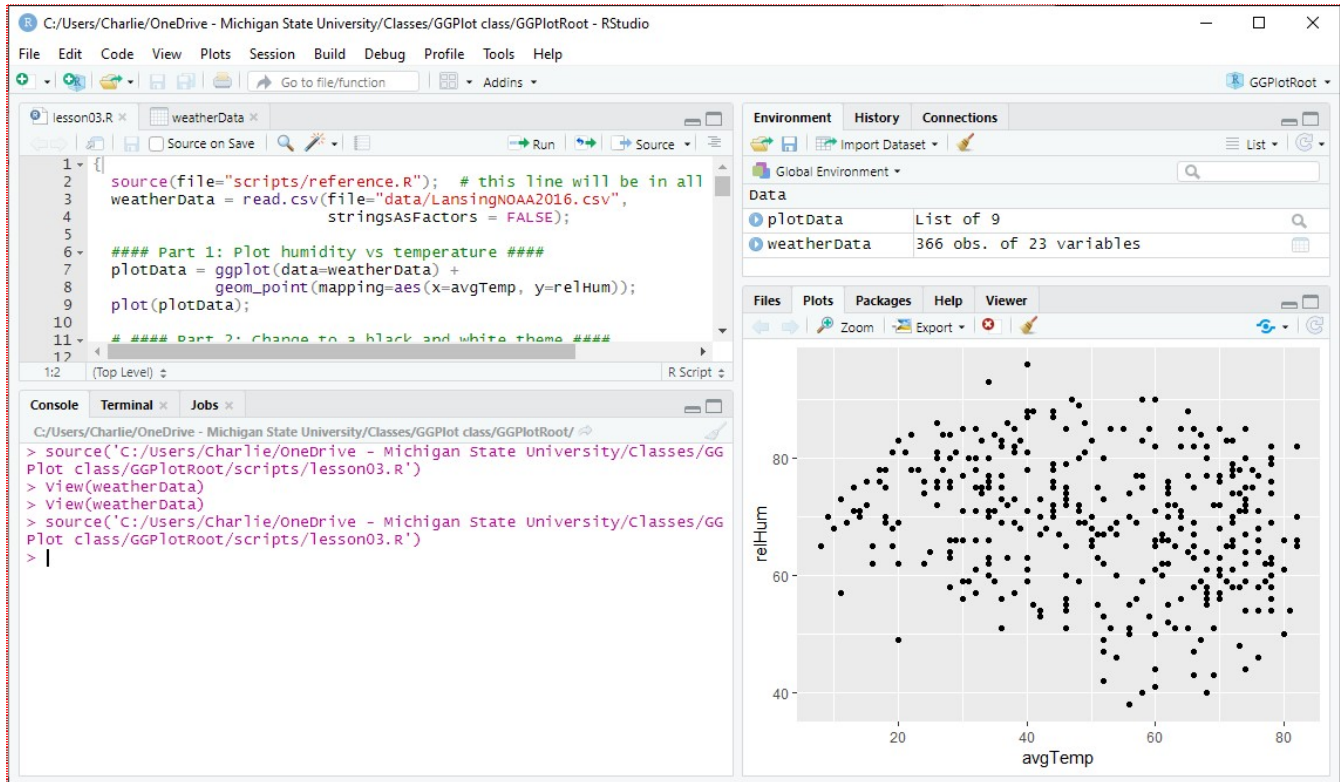 C:/Users/Charlie/OneDrive - Michigan State University/Classes/GGPlot class/GGPlotRoot - RStudio
File Edit Code View Plots Session Build Debug Profile Tools Help
Go to file/function Addins GGPlotRoot
lesson03.R weatherData
Source on Save Run Source
1 {
2 source(file="scripts/reference.R"); # this line will be in all
3 weatherData = read.csv(file="data/LansingNOAA2016.csv",
4 stringsAsFactors = FALSE);
5
6 #### Part 1: Plot humidity vs temperature ####
7 plotData = ggplot(data=weatherData) +
8 geom_point(mapping=aes(x=avgTemp, y=relHum));
9 plot(plotData);
10
11 # #### Part 2: Change to a black and white theme ####
12
1:2 (Top Level) R Script
Console Terminal Jobs
C:/Users/Charlie/OneDrive - Michigan State University/Classes/GGPlot class/GGPlotRoot/
> source('C:/Users/Charlie/OneDrive - Michigan State University/Classes/GG
Plot class/GGPlotRoot/scripts/lesson03.R')
> View(weatherData)
> View(weatherData)
> source('C:/Users/Charlie/OneDrive - Michigan State University/Classes/GG
Plot class/GGPlotRoot/scripts/lesson03.R')
>
Environment History Connections
Import Dataset List
Global Environment
Data
plotData List of 9
weatherData 366 obs. of 23 variables
Files Plots Packages Help Viewer
Zoom Export
relHum
80
60
40
20 40 60 80
avgTemp